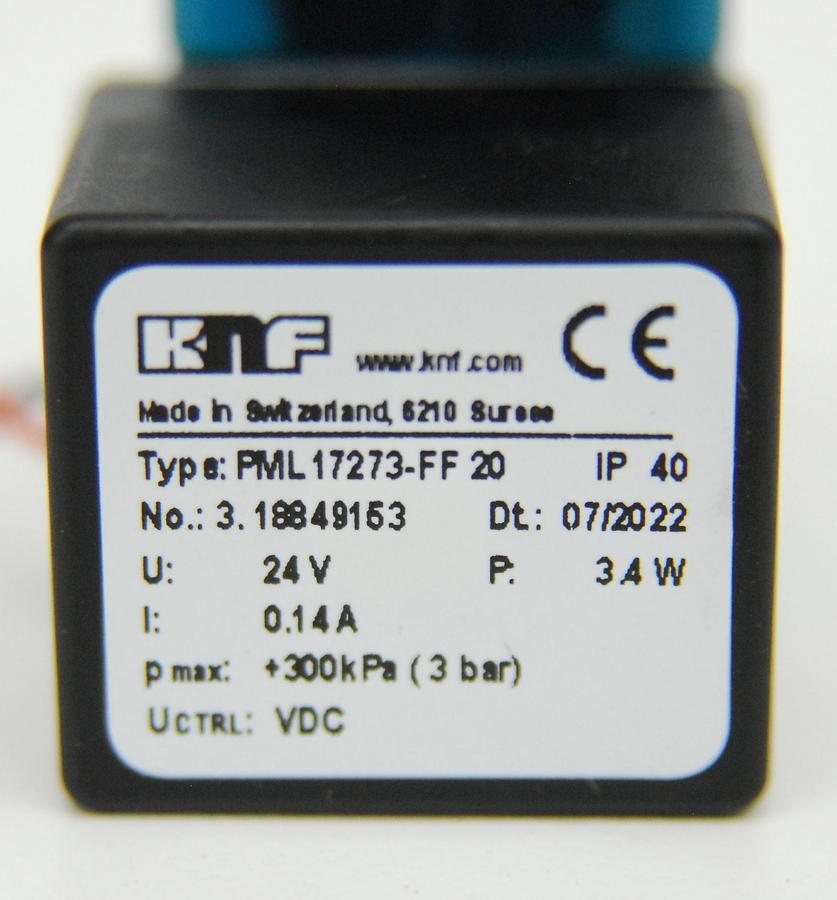 KNF www.knf.com CE
Made in Switzerland, 6210 Sursee
Type: PML17273-FF 20 IP 40
No.: 3.18849153 Dt.: 07/2022
U: 24 V P: 3.4 W
I: 0.14 A
p max: +300kPa ( 3 bar)
UCTRL: VDC